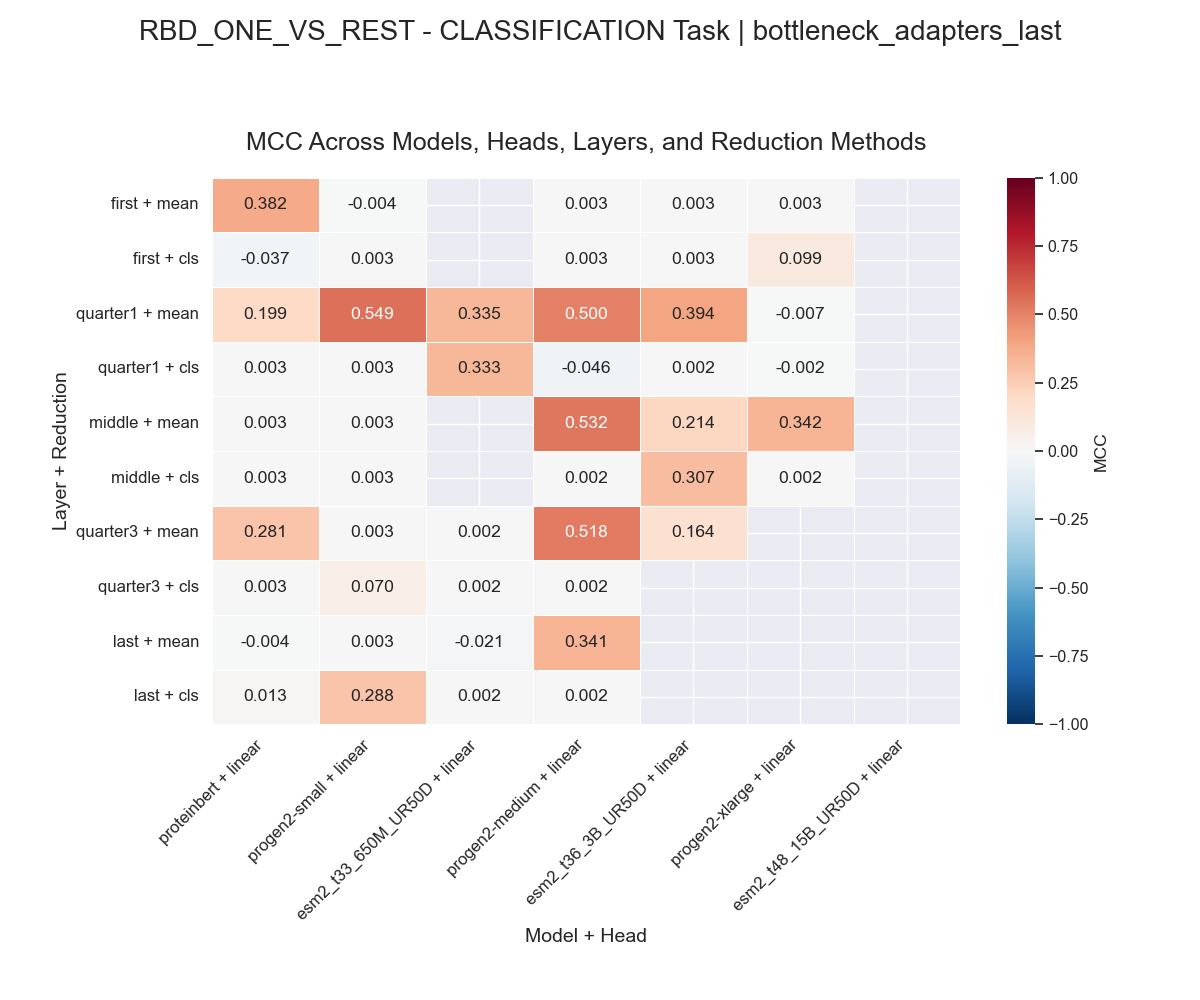 RBD_ONE_VS_REST - CLASSIFICATION Task | bottleneck_adapters_last
MCC Across Models, Heads, Layers, and Reduction Methods
Layer + Reduction
first + mean 0.382 -0.004 0.003 0.003 0.003
first + cls -0.037 0.003 0.003 0.003 0.099
quarter1 + mean 0.199 0.549 0.335 0.500 0.394 -0.007
quarter1 + cls 0.003 0.003 0.333 -0.046 0.002 -0.002
middle + mean 0.003 0.003 0.532 0.214 0.342
middle + cls 0.003 0.003 0.002 0.307 0.002
quarter3 + mean 0.281 0.003 0.002 0.518 0.164
quarter3 + cls 0.003 0.070 0.002 0.002
last + mean -0.004 0.003 -0.021 0.341
last + cls 0.013 0.288 0.002 0.002
proteinbert + linear
progen2-small + linear
esm2_t33_650M_UR50D + linear
progen2-medium + linear
esm2_t36_3B_UR50D + linear
progen2-xlarge + linear
esm2_t48_15B_UR50D + linear
Model + Head
1.00
0.75
0.50
0.25
0.00
−0.25
−0.50
−0.75
−1.00
MCC